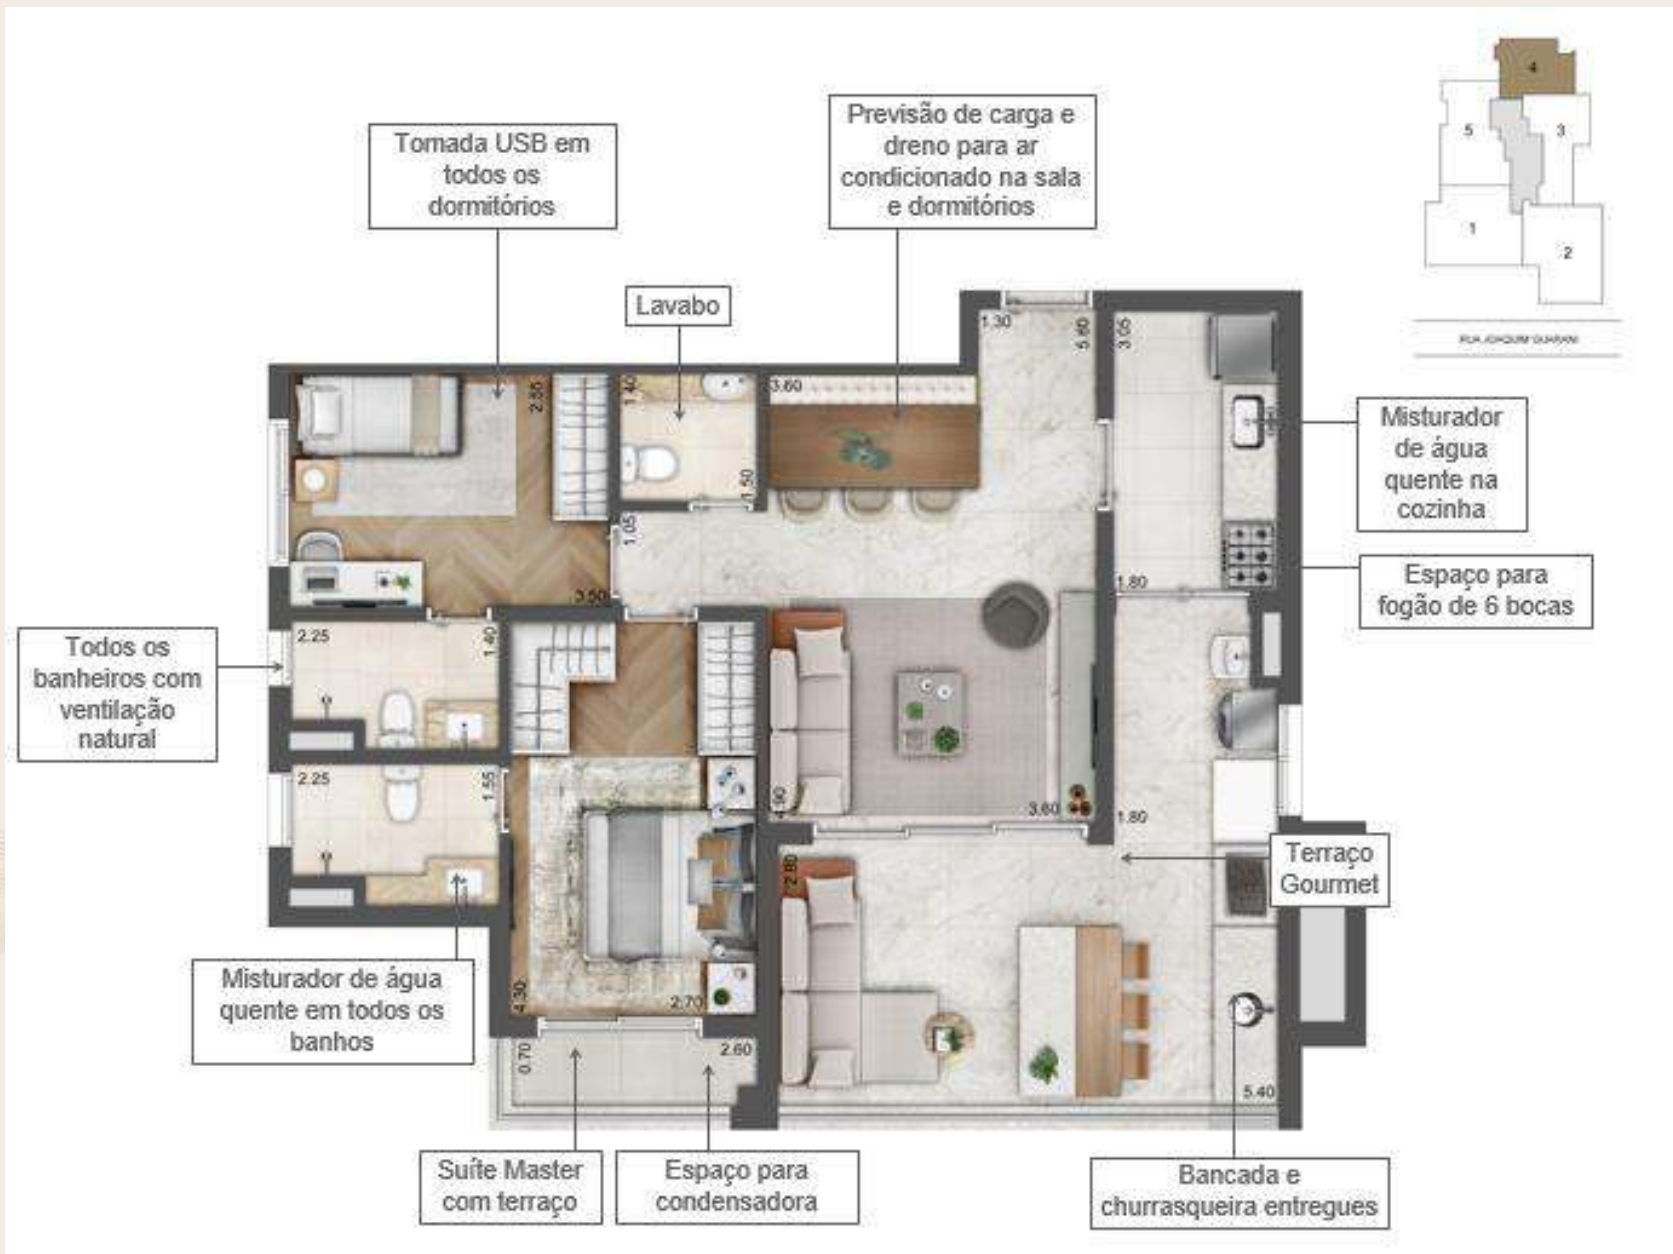 4
5
3
1
2
RUA JOAQUIM GUARANI
Tomada USB em
todos os
dormitórios
Previsão de carga e
dreno para ar
condicionado na sala
e dormitórios
Lavabo
Misturador
de água
quente na
cozinha
Espaço para
fogão de 6 bocas
Todos os
banheiros com
ventilação
natural
Terraço
Gourmet
Misturador de água
quente em todos os
banhos
Suíte Master
com terraço
Espaço para
condensadora
Bancada e
churrasqueira entregues
1.30
5.60
3.05
2.55
1.40
3.60
1.50
1.05
3.50
1.80
2.25
1.40
2.25
1.55
4.90
3.60
1.80
2.80
4.30
2.70
0.70
2.60
5.40